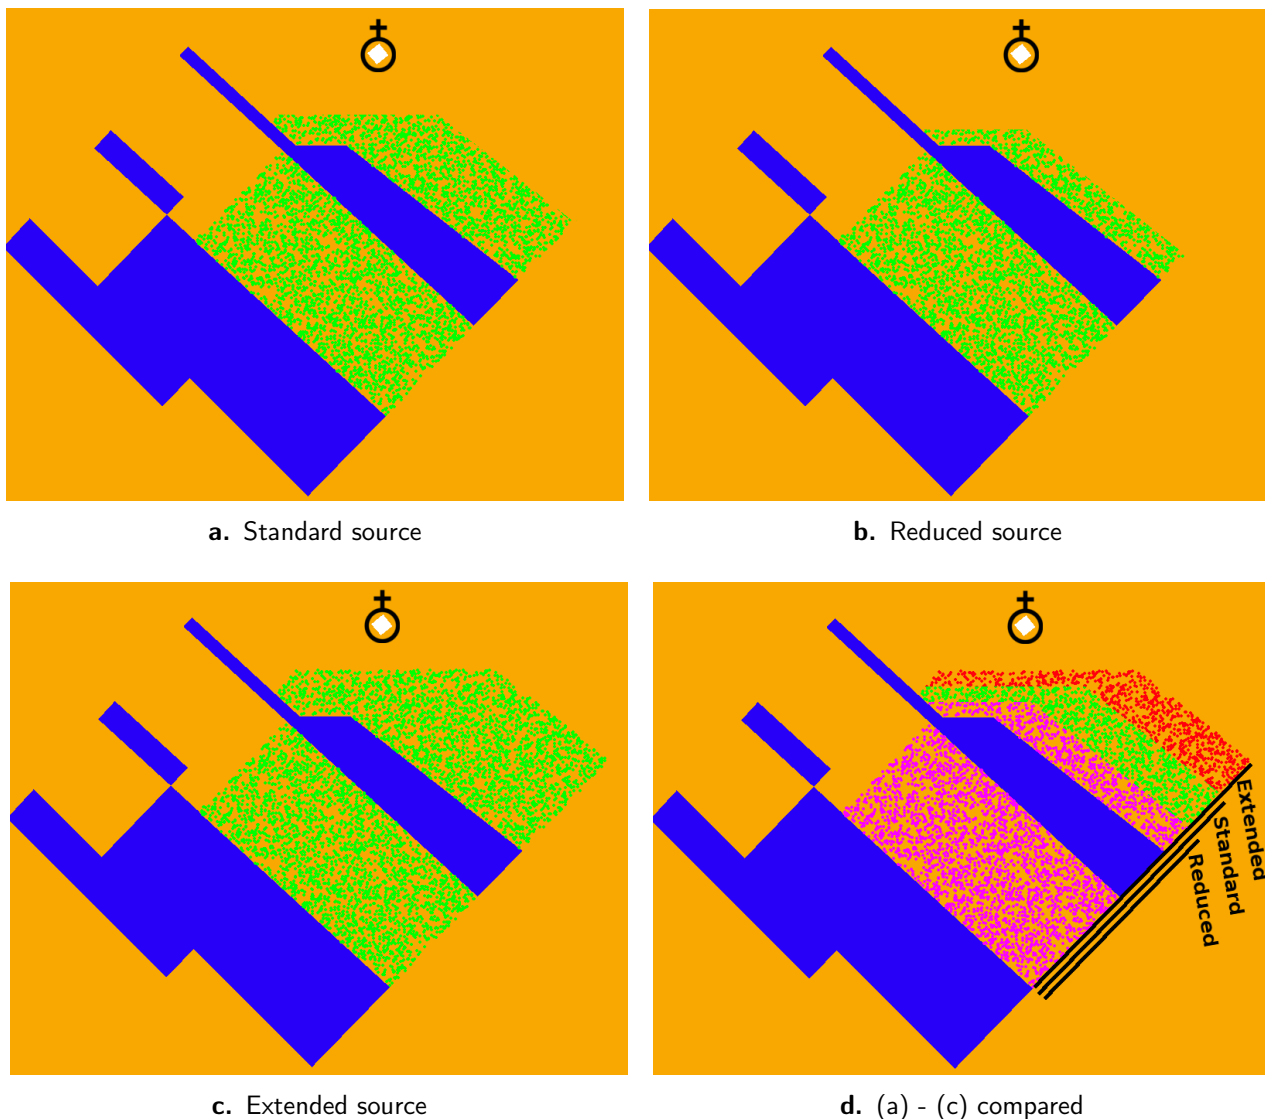 a. Standard source
b. Reduced source
c. Extended source
Extended
Standard
Reduced
d. (a) - (c) compared